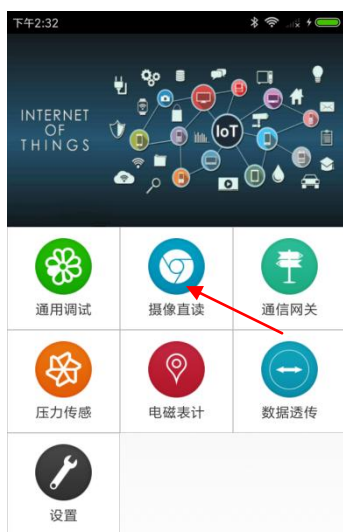 下午2:32
INTERNET
OF
THINGS
IoT
通用调试
摄像直读
通信网关
压力传感
电磁表计
数据透传
设置